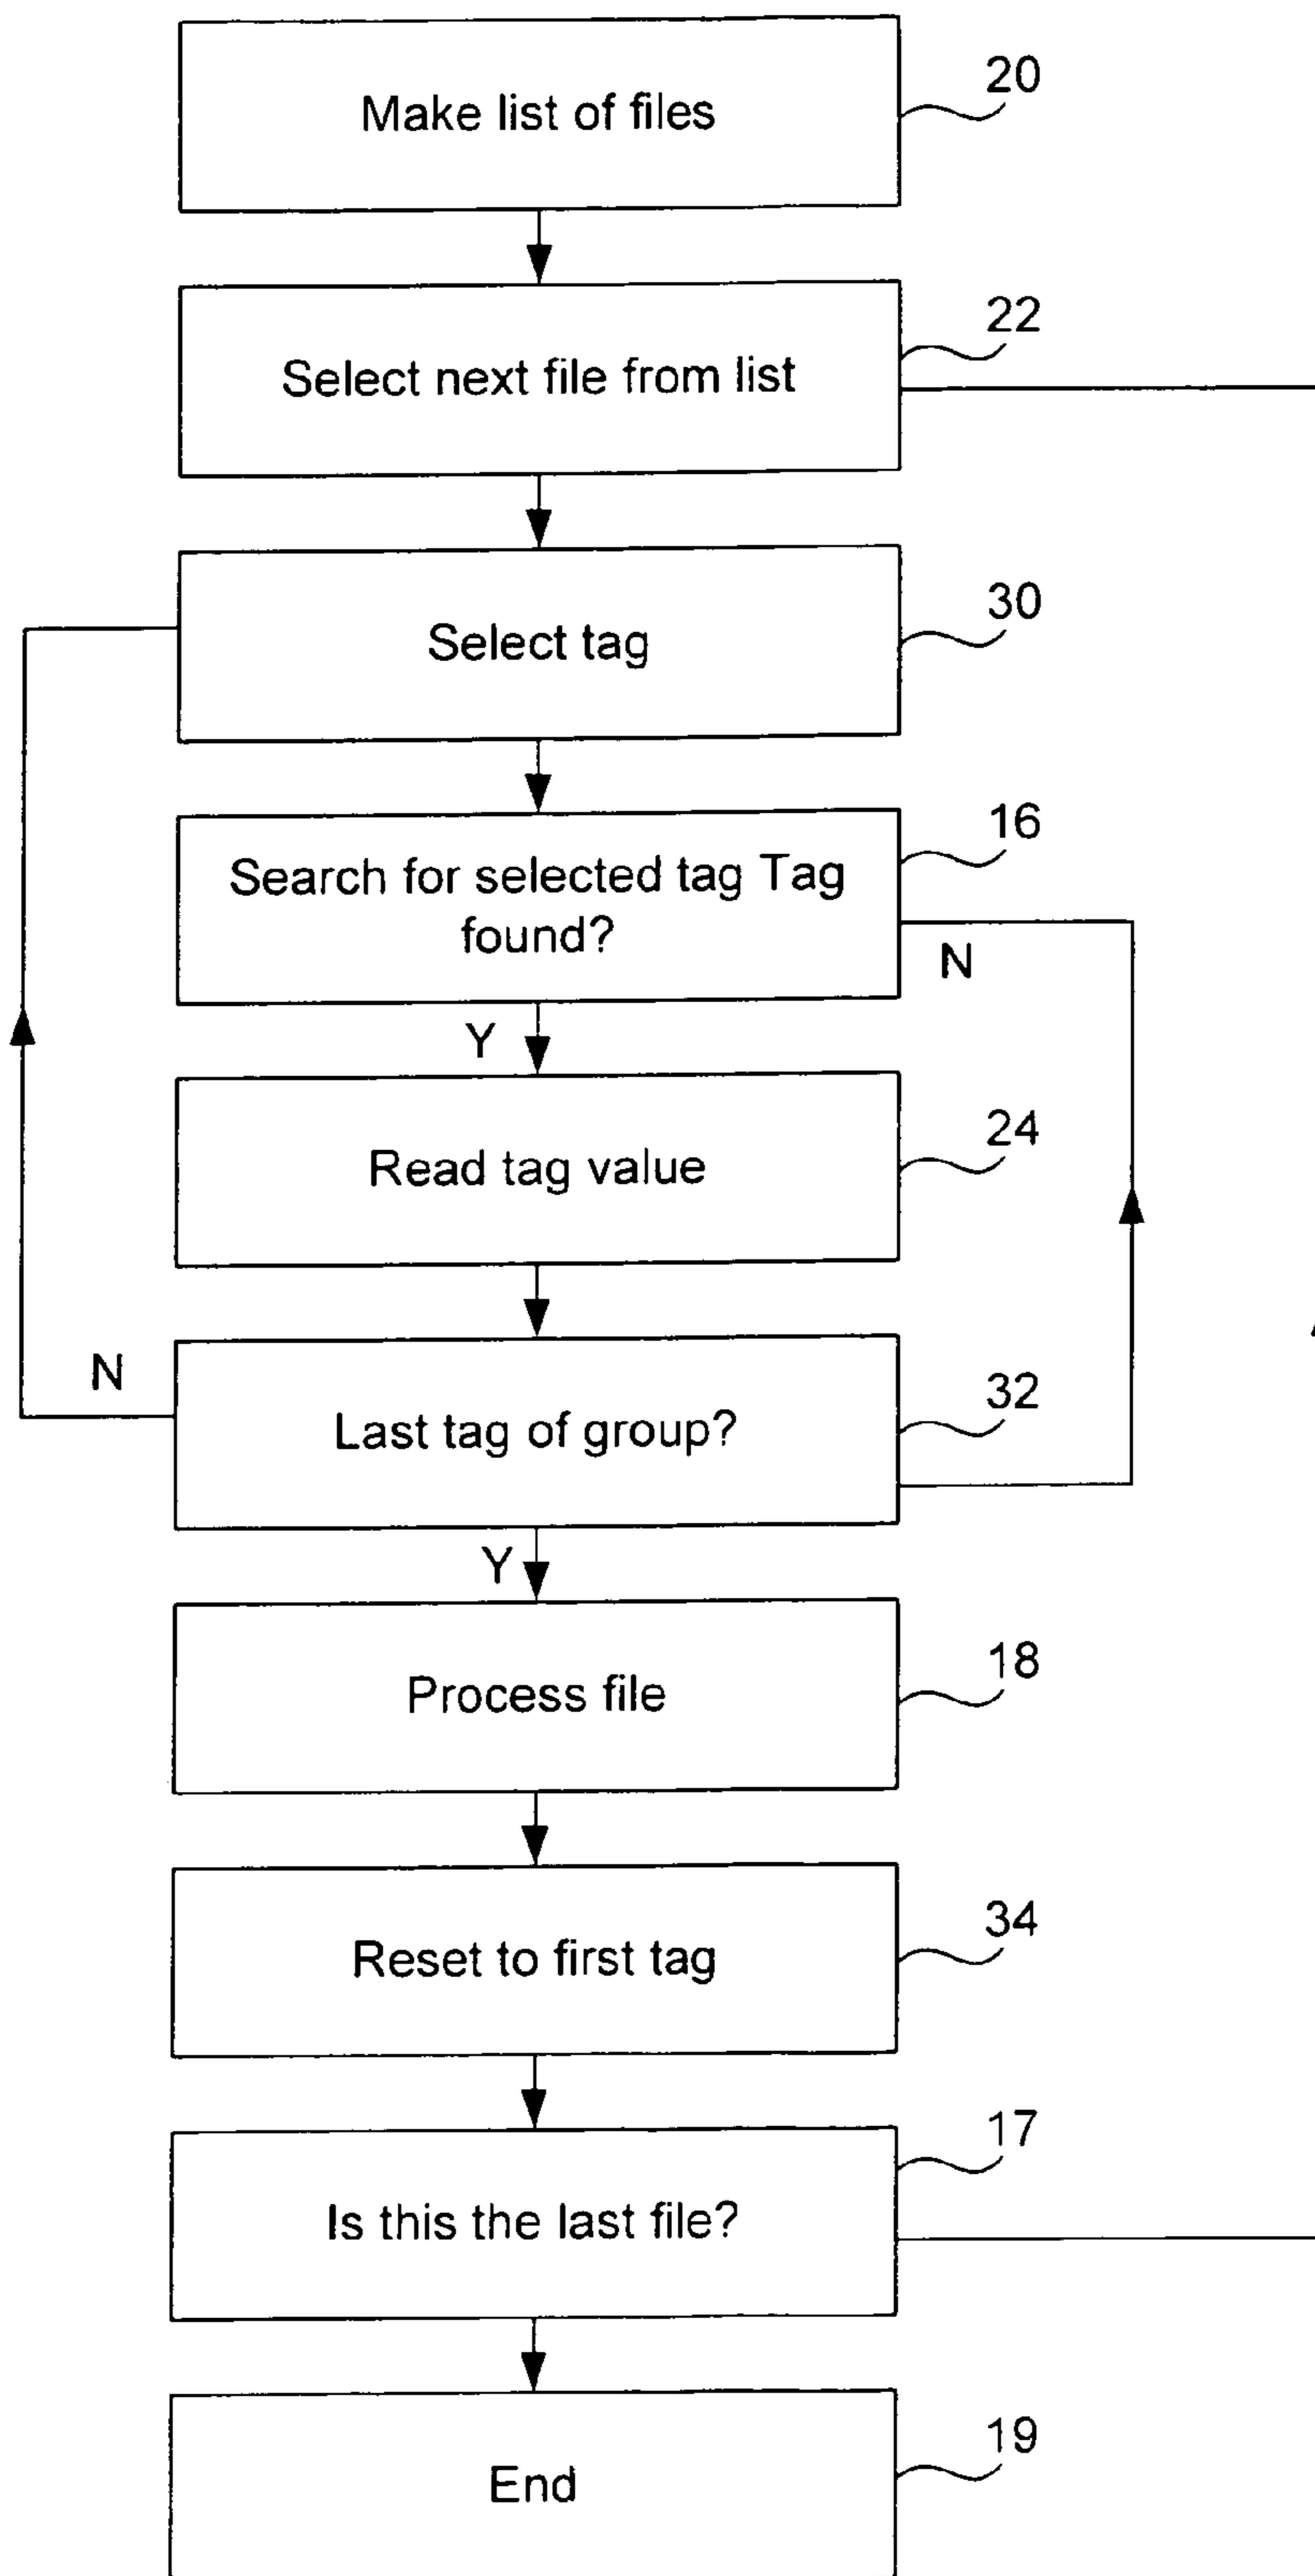 Make list of files
20
Select next file from list
22
Select tag
30
Search for selected tag Tag
found?
16
N
Y
Read tag value
24
N
Last tag of group?
32
Y
Process file
18
Reset to first tag
34
Is this the last file?
17
End
19